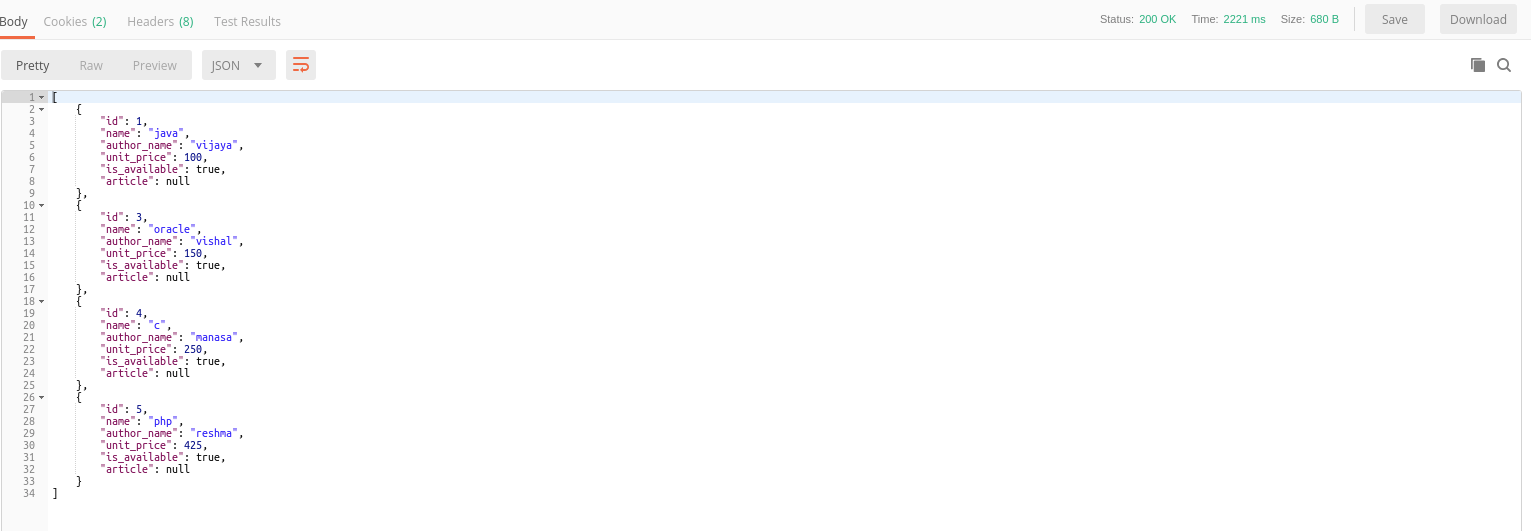 Body Cookies (2) Headers (8) Test Results Status: 200 OK Time: 2221 ms Size: 680 B Save Download
Pretty Raw Preview JSON
1 [
2 {
3 "id": 1,
4 "name": "java",
5 "author_name": "vijaya",
6 "unit_price": 100,
7 "is_available": true,
8 "article": null
9 },
10 {
11 "id": 3,
12 "name": "oracle",
13 "author_name": "vishal",
14 "unit_price": 150,
15 "is_available": true,
16 "article": null
17 },
18 {
19 "id": 4,
20 "name": "c",
21 "author_name": "manasa",
22 "unit_price": 250,
23 "is_available": true,
24 "article": null
25 },
26 {
27 "id": 5,
28 "name": "php",
29 "author_name": "reshma",
30 "unit_price": 425,
31 "is_available": true,
32 "article": null
33 }
34 ]